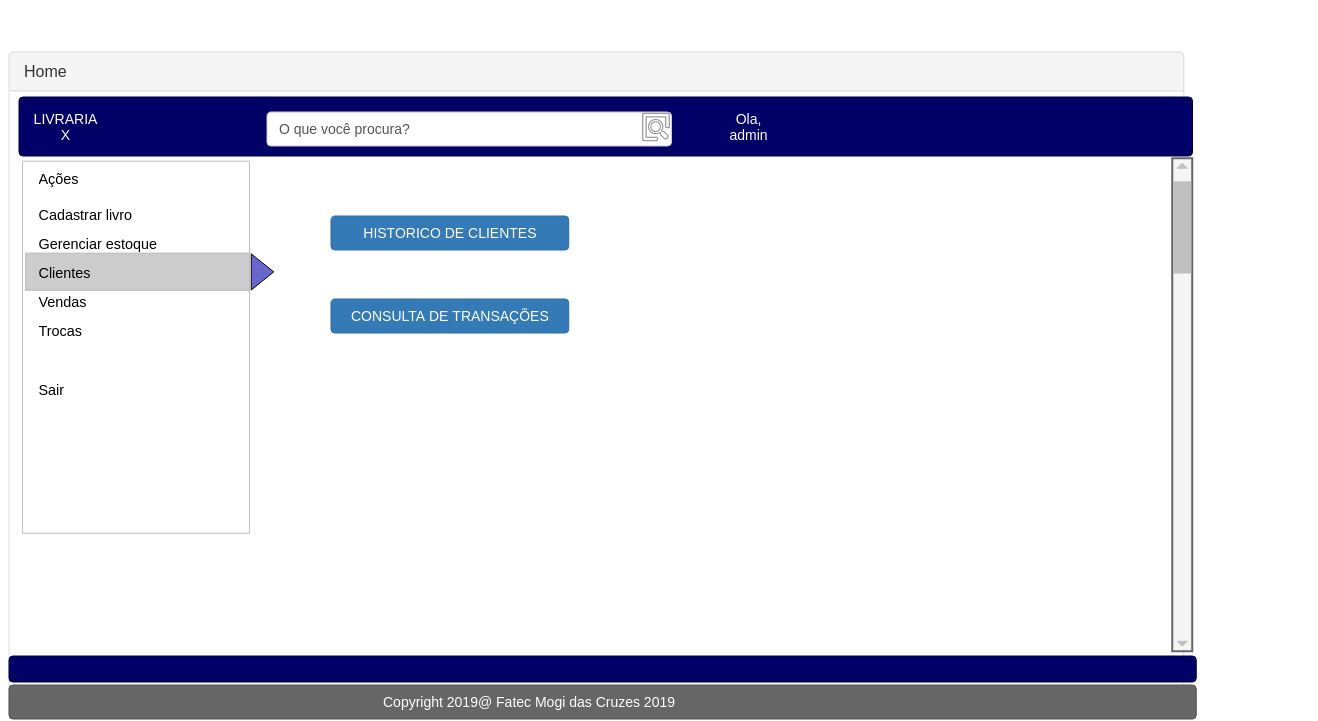 Home
LIVRARIA
X
O que você procura?
Ola,
admin
Ações
Cadastrar livro
Gerenciar estoque
Clientes
Vendas
Trocas
Sair
HISTORICO DE CLIENTES
CONSULTA DE TRANSAÇÕES
Copyright 2019@ Fatec Mogi das Cruzes 2019